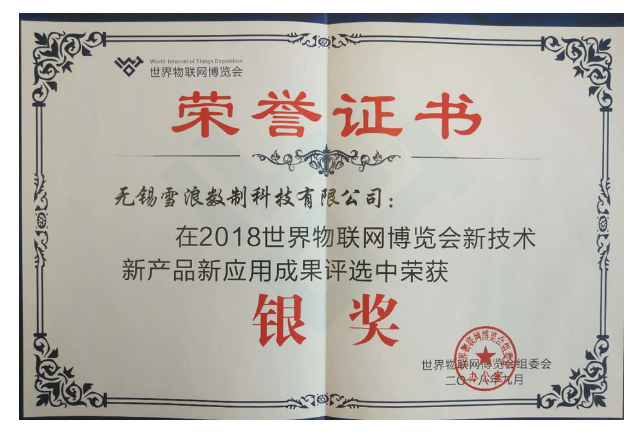 World Internet of Things Exposition
世界物联网博览会
荣誉证书
无锡雪浪数制科技有限公司:
在2018世界物联网博览会新技术
新产品新应用成果评选中荣获
银奖
世界物联网博览会组委会
二〇一八年九月
世界物联网博览会组委会
办公室